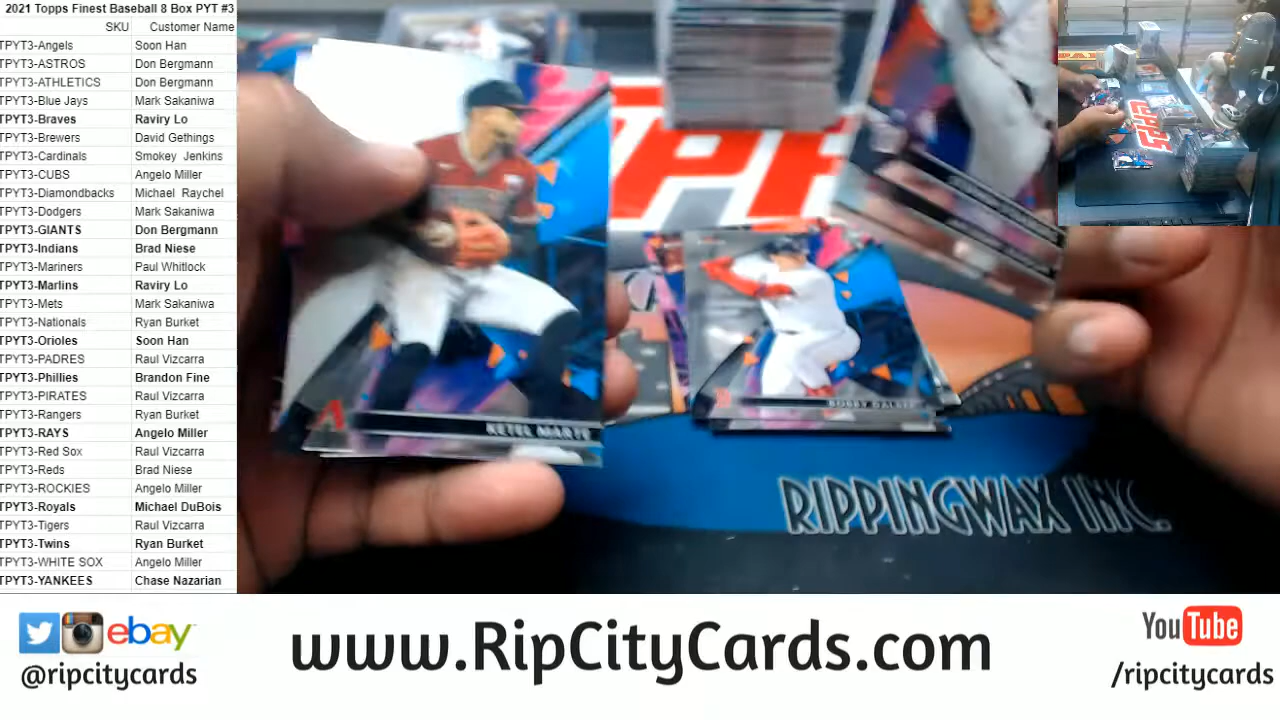 2021 Topps Finest Baseball 8 Box PYT #3
SKU Customer Name
TPYT3-Angels Soon Han
TPYT3-ASTROS Don Bergmann
TPYT3-ATHLETICS Don Bergmann
TPYT3-Blue Jays Mark Sakaniwa
TPYT3-Braves Raviry Lo
TPYT3-Brewers David Gethings
TPYT3-Cardinals Smokey Jenkins
TPYT3-CUBS Angelo Miller
TPYT3-Diamondbacks Michael Raychel
TPYT3-Dodgers Mark Sakaniwa
TPYT3-GIANTS Don Bergmann
TPYT3-Indians Brad Niese
TPYT3-Mariners Paul Whitlock
TPYT3-Marlins Raviry Lo
TPYT3-Mets Mark Sakaniwa
TPYT3-Nationals Ryan Burket
TPYT3-Orioles Soon Han
TPYT3-PADRES Raul Vizcarra
TPYT3-Phillies Brandon Fine
TPYT3-PIRATES Raul Vizcarra
TPYT3-Rangers Ryan Burket
TPYT3-RAYS Angelo Miller
TPYT3-Red Sox Raul Vizcarra
TPYT3-Reds Brad Niese
TPYT3-ROCKIES Angelo Miller
TPYT3-Royals Michael DuBois
TPYT3-Tigers Raul Vizcarra
TPYT3-Twins Ryan Burket
TPYT3-WHITE SOX Angelo Miller
TPYT3-YANKEES Chase Nazarian
KETEL MARTE
BOBBY DALBEC
RIPPINGWAX INC.
ebay
@ripcitycards
www.RipCityCards.com
YouTube
/ripcitycards